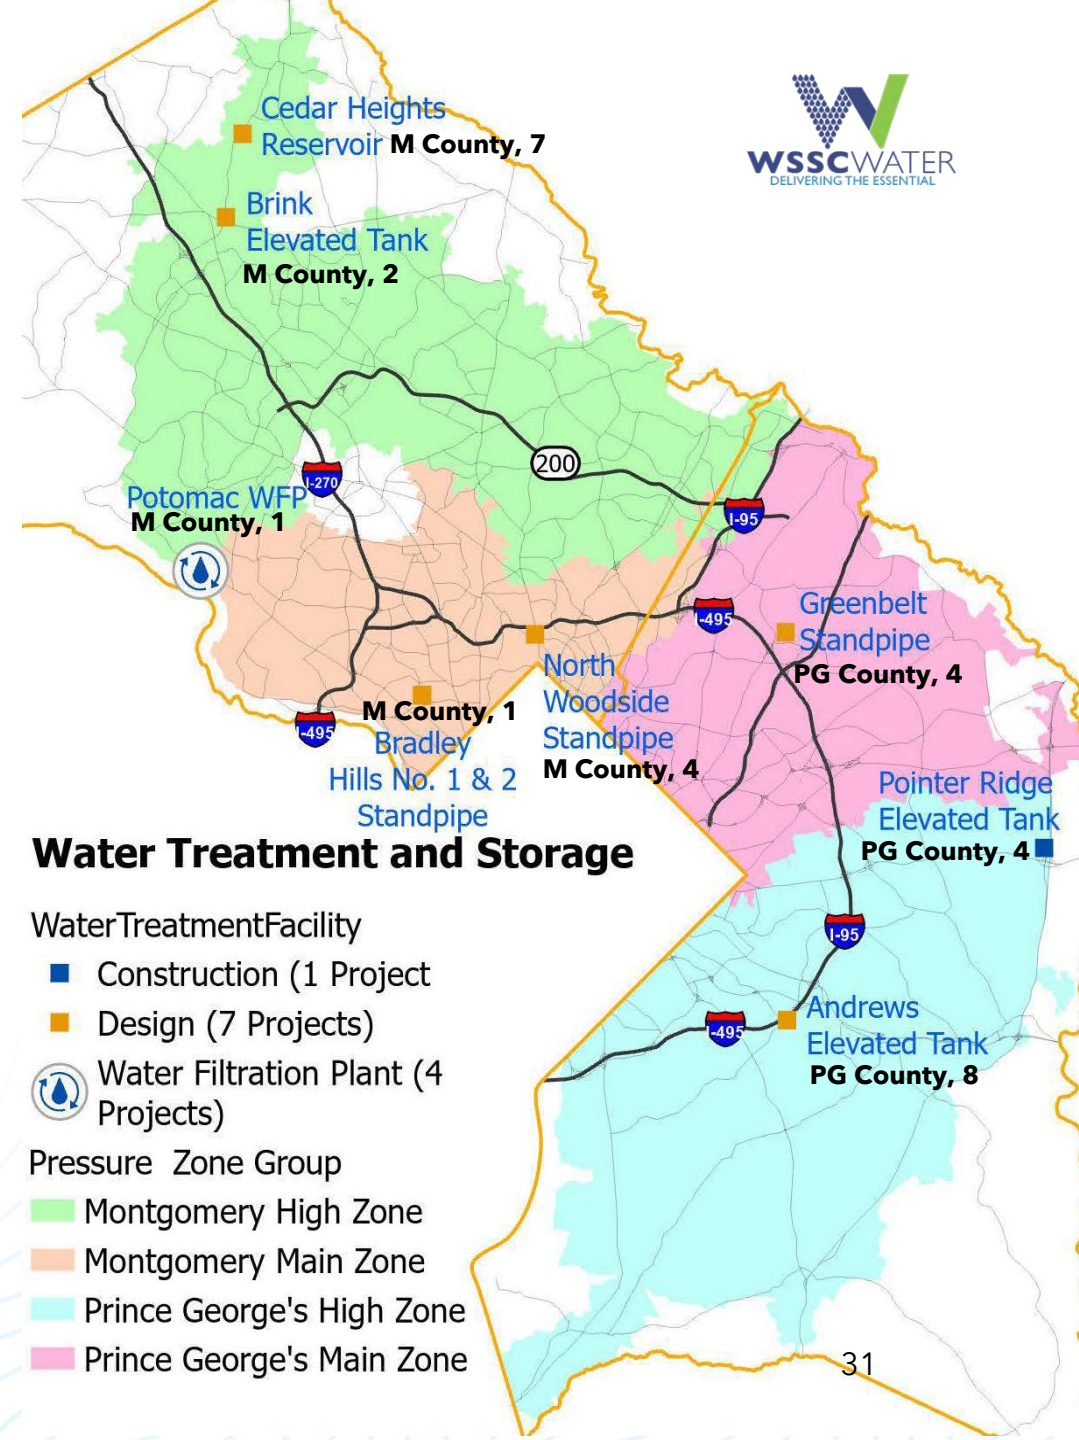 WSSCWATER
DELIVERING THE ESSENTIAL
Cedar Heights
Reservoir M County, 7
Brink
Elevated Tank
M County, 2
200
I-270
Potomac WFP
M County, 1
I-95
I-495
Greenbelt
Standpipe
PG County, 4
North
Woodside
Standpipe
M County, 4
M County, 1
Bradley
Hills No. 1 & 2
Standpipe
I-495
Pointer Ridge
Elevated Tank
PG County, 4
I-95
I-495
Andrews
Elevated Tank
PG County, 8
Water Treatment and Storage
WaterTreatmentFacility
Construction (1 Project
Design (7 Projects)
Water Filtration Plant (4
Projects)
Pressure Zone Group
Montgomery High Zone
Montgomery Main Zone
Prince George's High Zone
Prince George's Main Zone
31